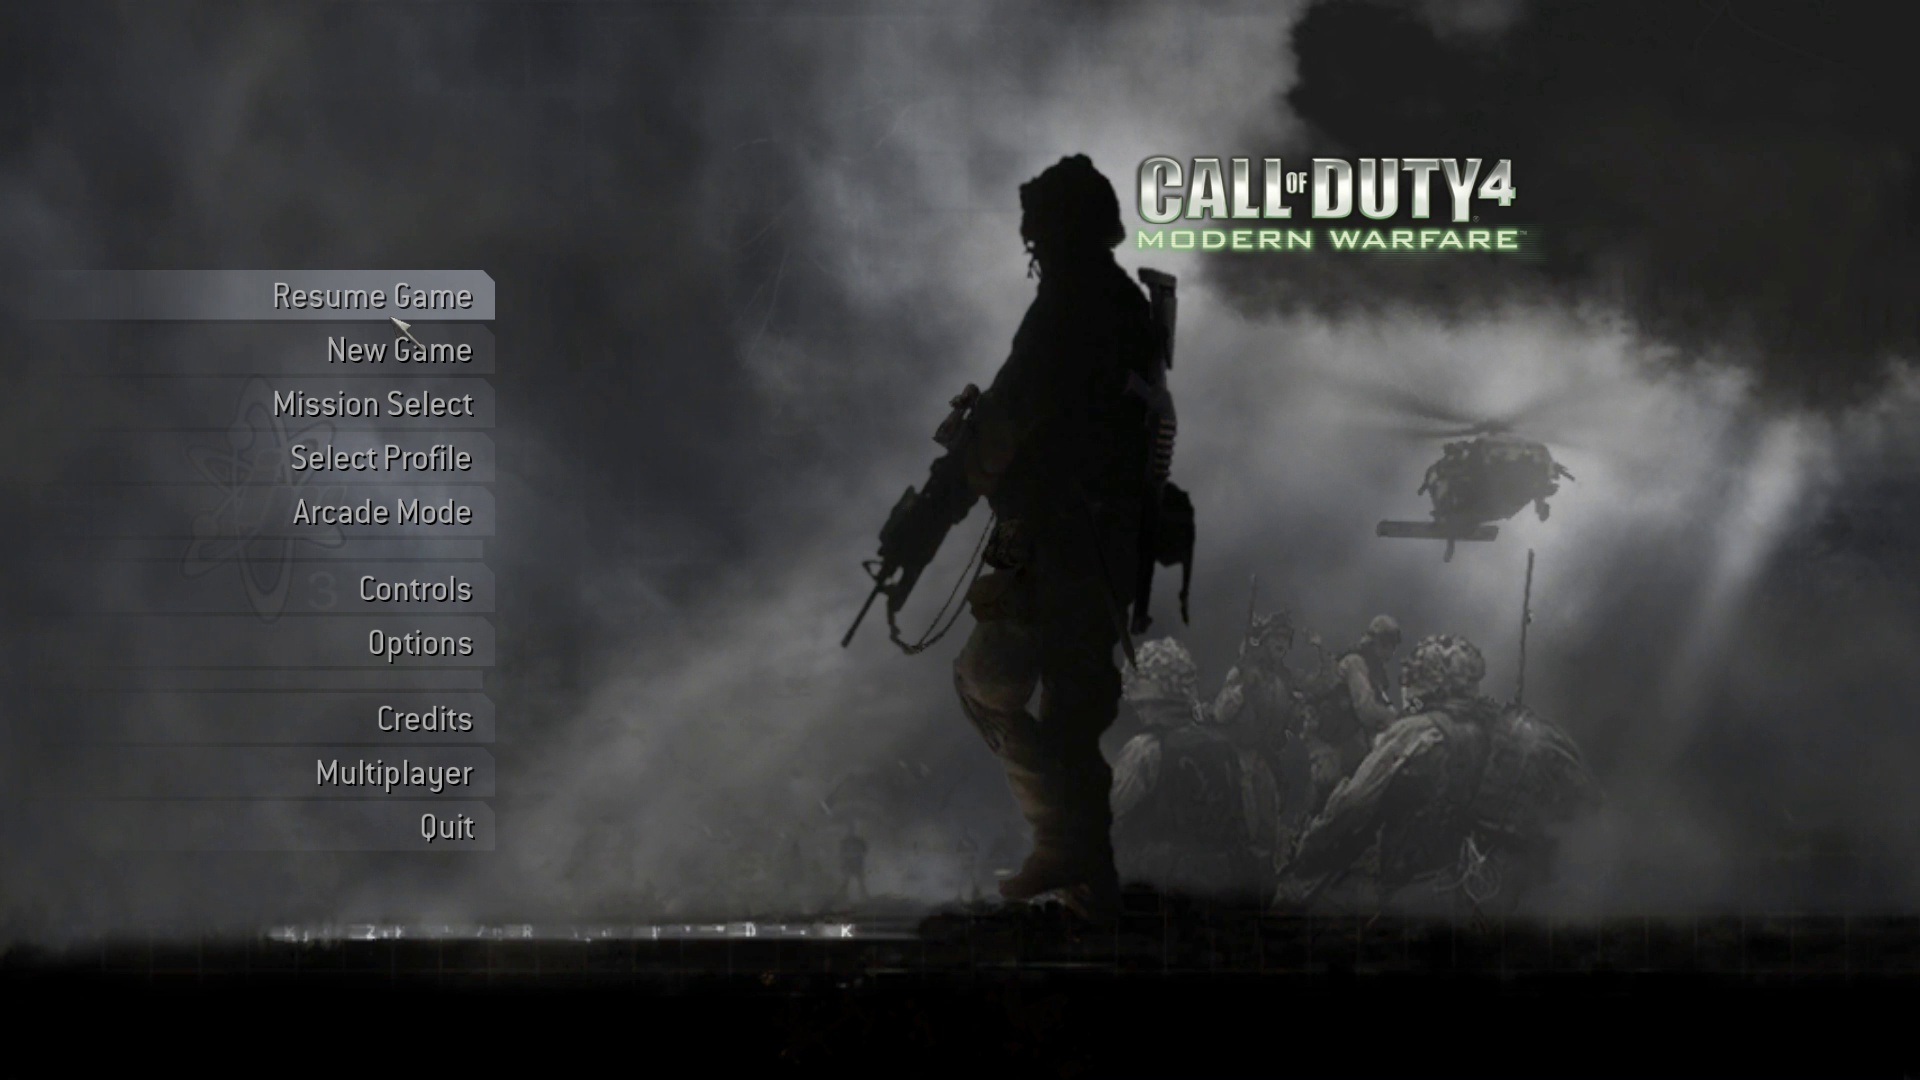 CALL OF DUTY 4
MODERN WARFARE™
Resume Game
New Game
Mission Select
Select Profile
Arcade Mode
Controls
Options
Credits
Multiplayer
Quit